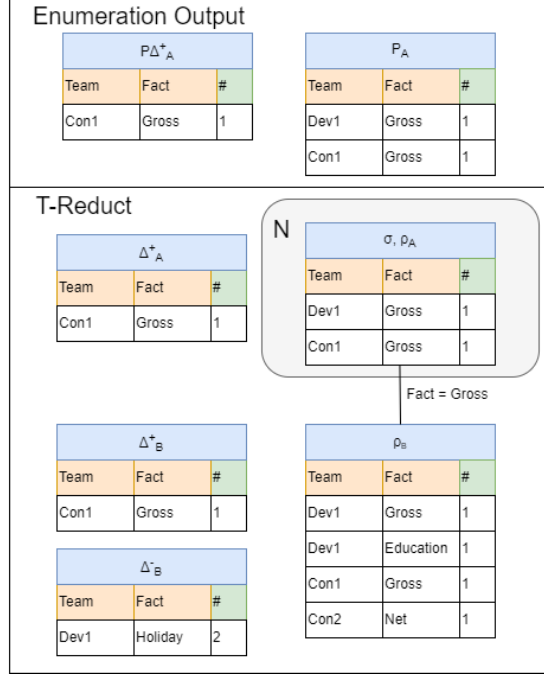 Enumeration Output
PΔ⁺A
Team Fact #
Con1 Gross 1
PA
Team Fact #
Dev1 Gross 1
Con1 Gross 1
T-Reduct
Δ⁺A
Team Fact #
Con1 Gross 1
N
σ, ρA
Team Fact #
Dev1 Gross 1
Con1 Gross 1
Fact = Gross
Δ⁺B
Team Fact #
Con1 Gross 1
Δ⁻B
Team Fact #
Dev1 Holiday 2
ρB
Team Fact #
Dev1 Gross 1
Dev1 Education 1
Con1 Gross 1
Con2 Net 1